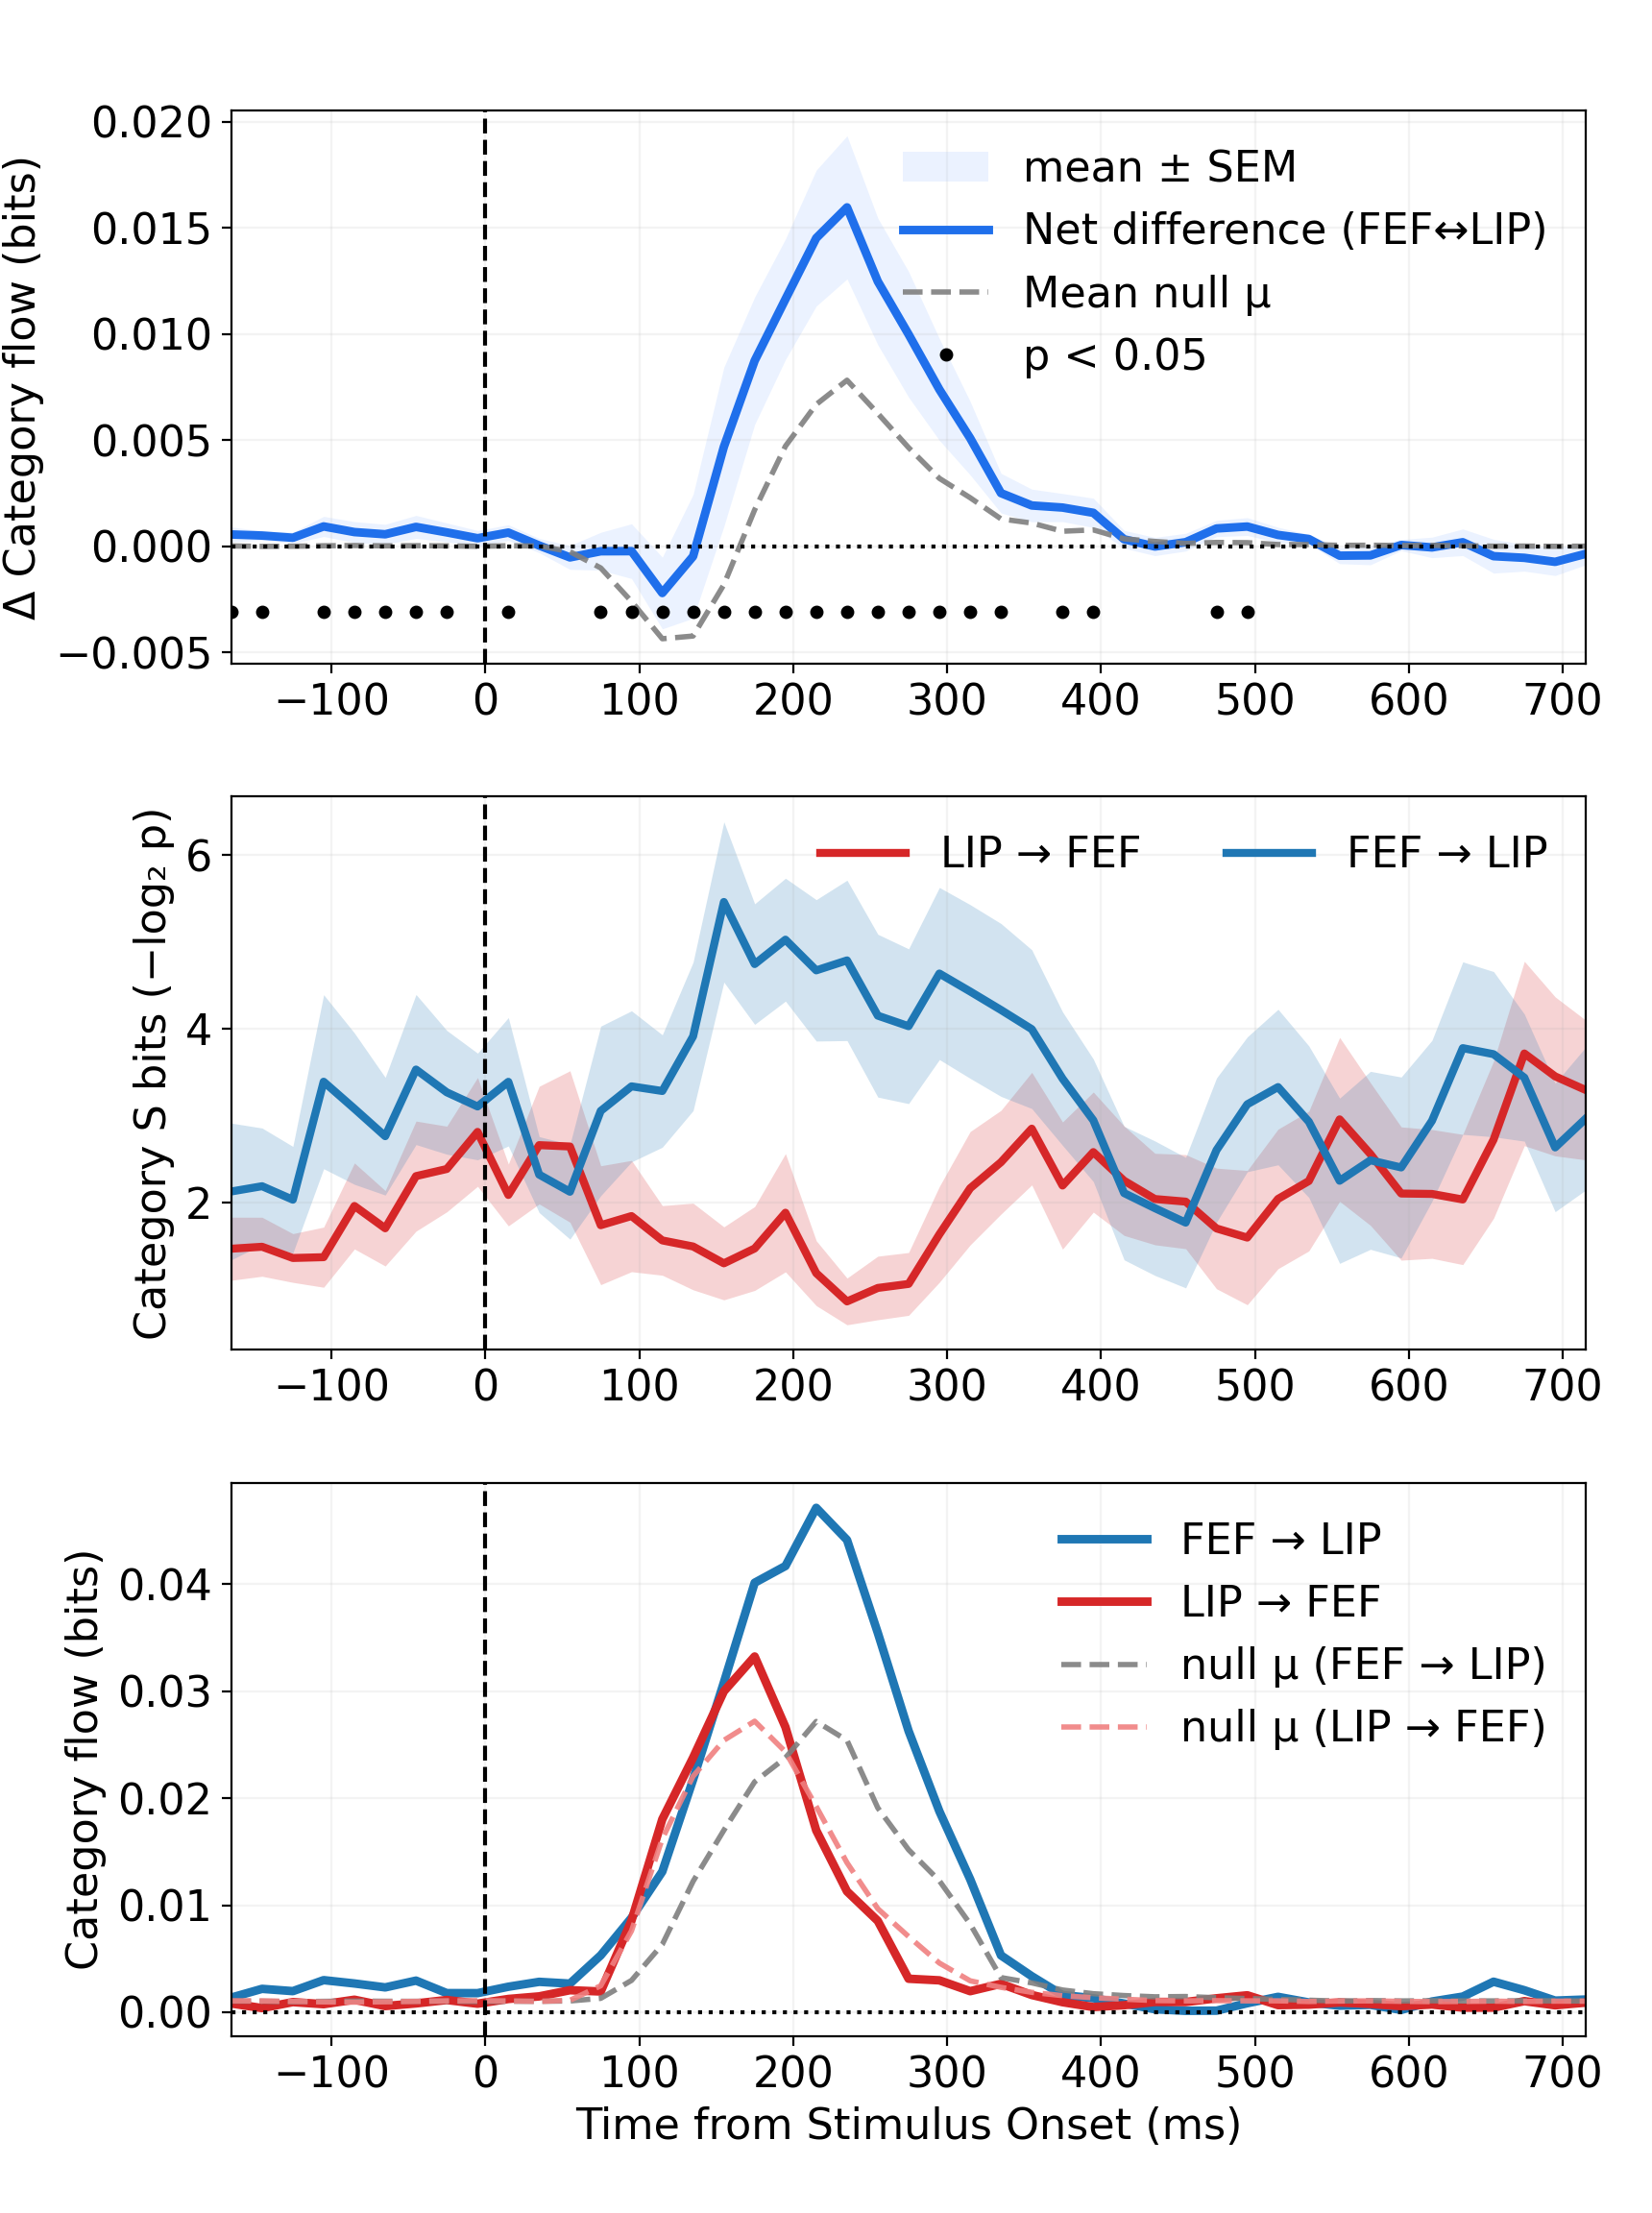 Δ Category flow (bits)
0.020
0.015
0.010
0.005
0.000
−0.005
mean ± SEM
Net difference (FEF↔LIP)
Mean null μ
p < 0.05
−100 0 100 200 300 400 500 600 700
Category S bits (−log₂ p)
6
4
2
LIP → FEF FEF → LIP
−100 0 100 200 300 400 500 600 700
Category flow (bits)
0.04
0.03
0.02
0.01
0.00
FEF → LIP
LIP → FEF
null μ (FEF → LIP)
null μ (LIP → FEF)
−100 0 100 200 300 400 500 600 700
Time from Stimulus Onset (ms)